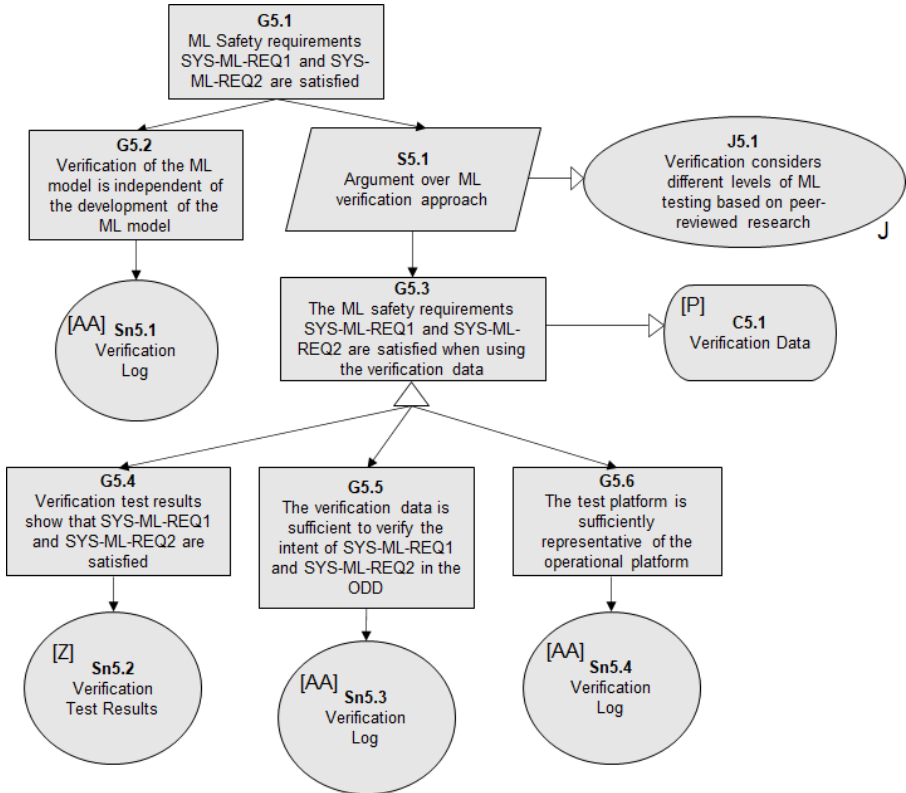 G5.1
ML Safety requirements
SYS-ML-REQ1 and SYS-
ML-REQ2 are satisfied
G5.2
Verification of the ML
model is independent of
the development of the
ML model
S5.1
Argument over ML
verification approach
J5.1
Verification considers
different levels of ML
testing based on peer-
reviewed research
J
[AA]
Sn5.1
Verification
Log
G5.3
The ML safety requirements
SYS-ML-REQ1 and SYS-ML-
REQ2 are satisfied when using
the verification data
[P]
C5.1
Verification Data
G5.4
Verification test results
show that SYS-ML-REQ1
and SYS-ML-REQ2 are
satisfied
G5.5
The verification data is
sufficient to verify the
intent of SYS-ML-REQ1
and SYS-ML-REQ2 in the
ODD
G5.6
The test platform is
sufficiently
representative of the
operational platform
[Z]
Sn5.2
Verification
Test Results
[AA]
Sn5.3
Verification
Log
[AA]
Sn5.4
Verification
Log